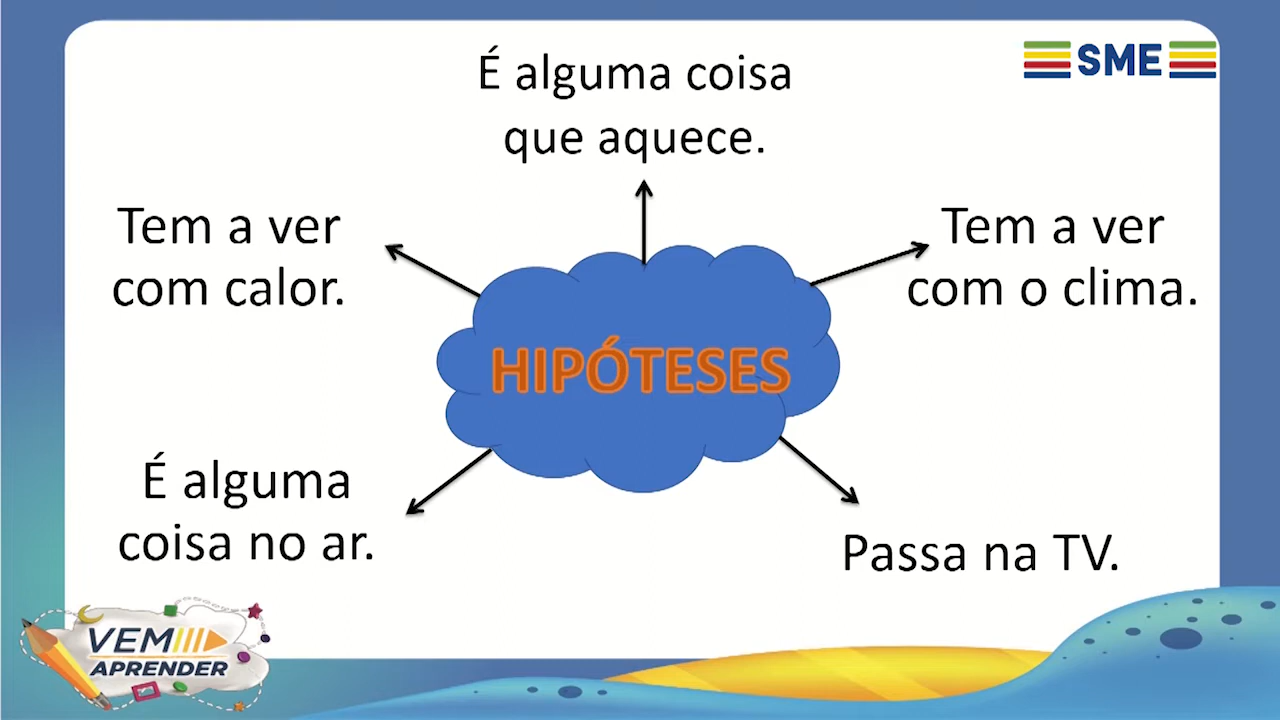 É alguma coisa
que aquece.
SME
Tem a ver
com calor.
Tem a ver
com o clima.
HIPÓTESES
É alguma
coisa no ar.
Passa na TV.
VEM
APRENDER